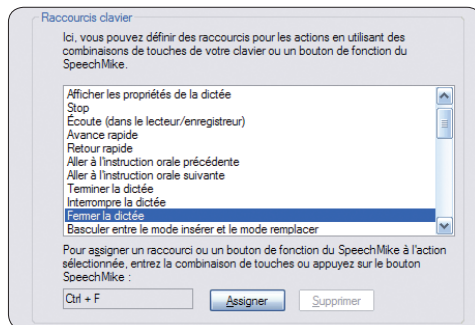 Raccourcis clavier
Ici, vous pouvez définir des raccourcis pour les actions en utilisant des
combinaisons de touches de votre clavier ou un bouton de fonction du
SpeechMike.
Afficher les propriétés de la dictée
Stop
Écoute (dans le lecteur/enregistreur)
Avance rapide
Retour rapide
Aller à l'instruction orale précédente
Aller à l'instruction orale suivante
Terminer la dictée
Interrompre la dictée
Fermer la dictée
Basculer entre le mode insérer et le mode remplacer
Pour assigner un raccourci ou un bouton de fonction du SpeechMike à l'action
sélectionnée, entrez la combinaison de touches ou appuyez sur le bouton
SpeechMike :
Ctrl + F Assigner Supprimer